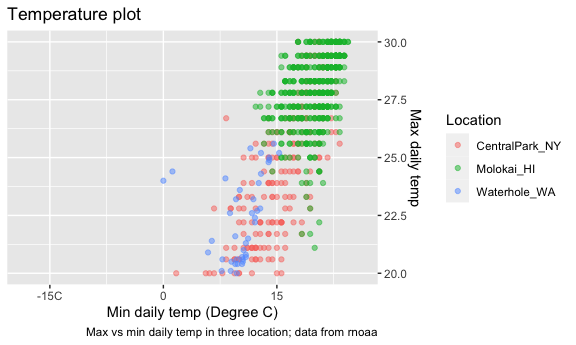 Temperature plot
30.0
27.5
25.0
22.5
20.0
Max daily temp
-15C
0
15
Min daily temp (Degree C)
Max vs min daily temp in three location; data from rnoaa
Location
CentralPark_NY
Molokai_HI
Waterhole_WA